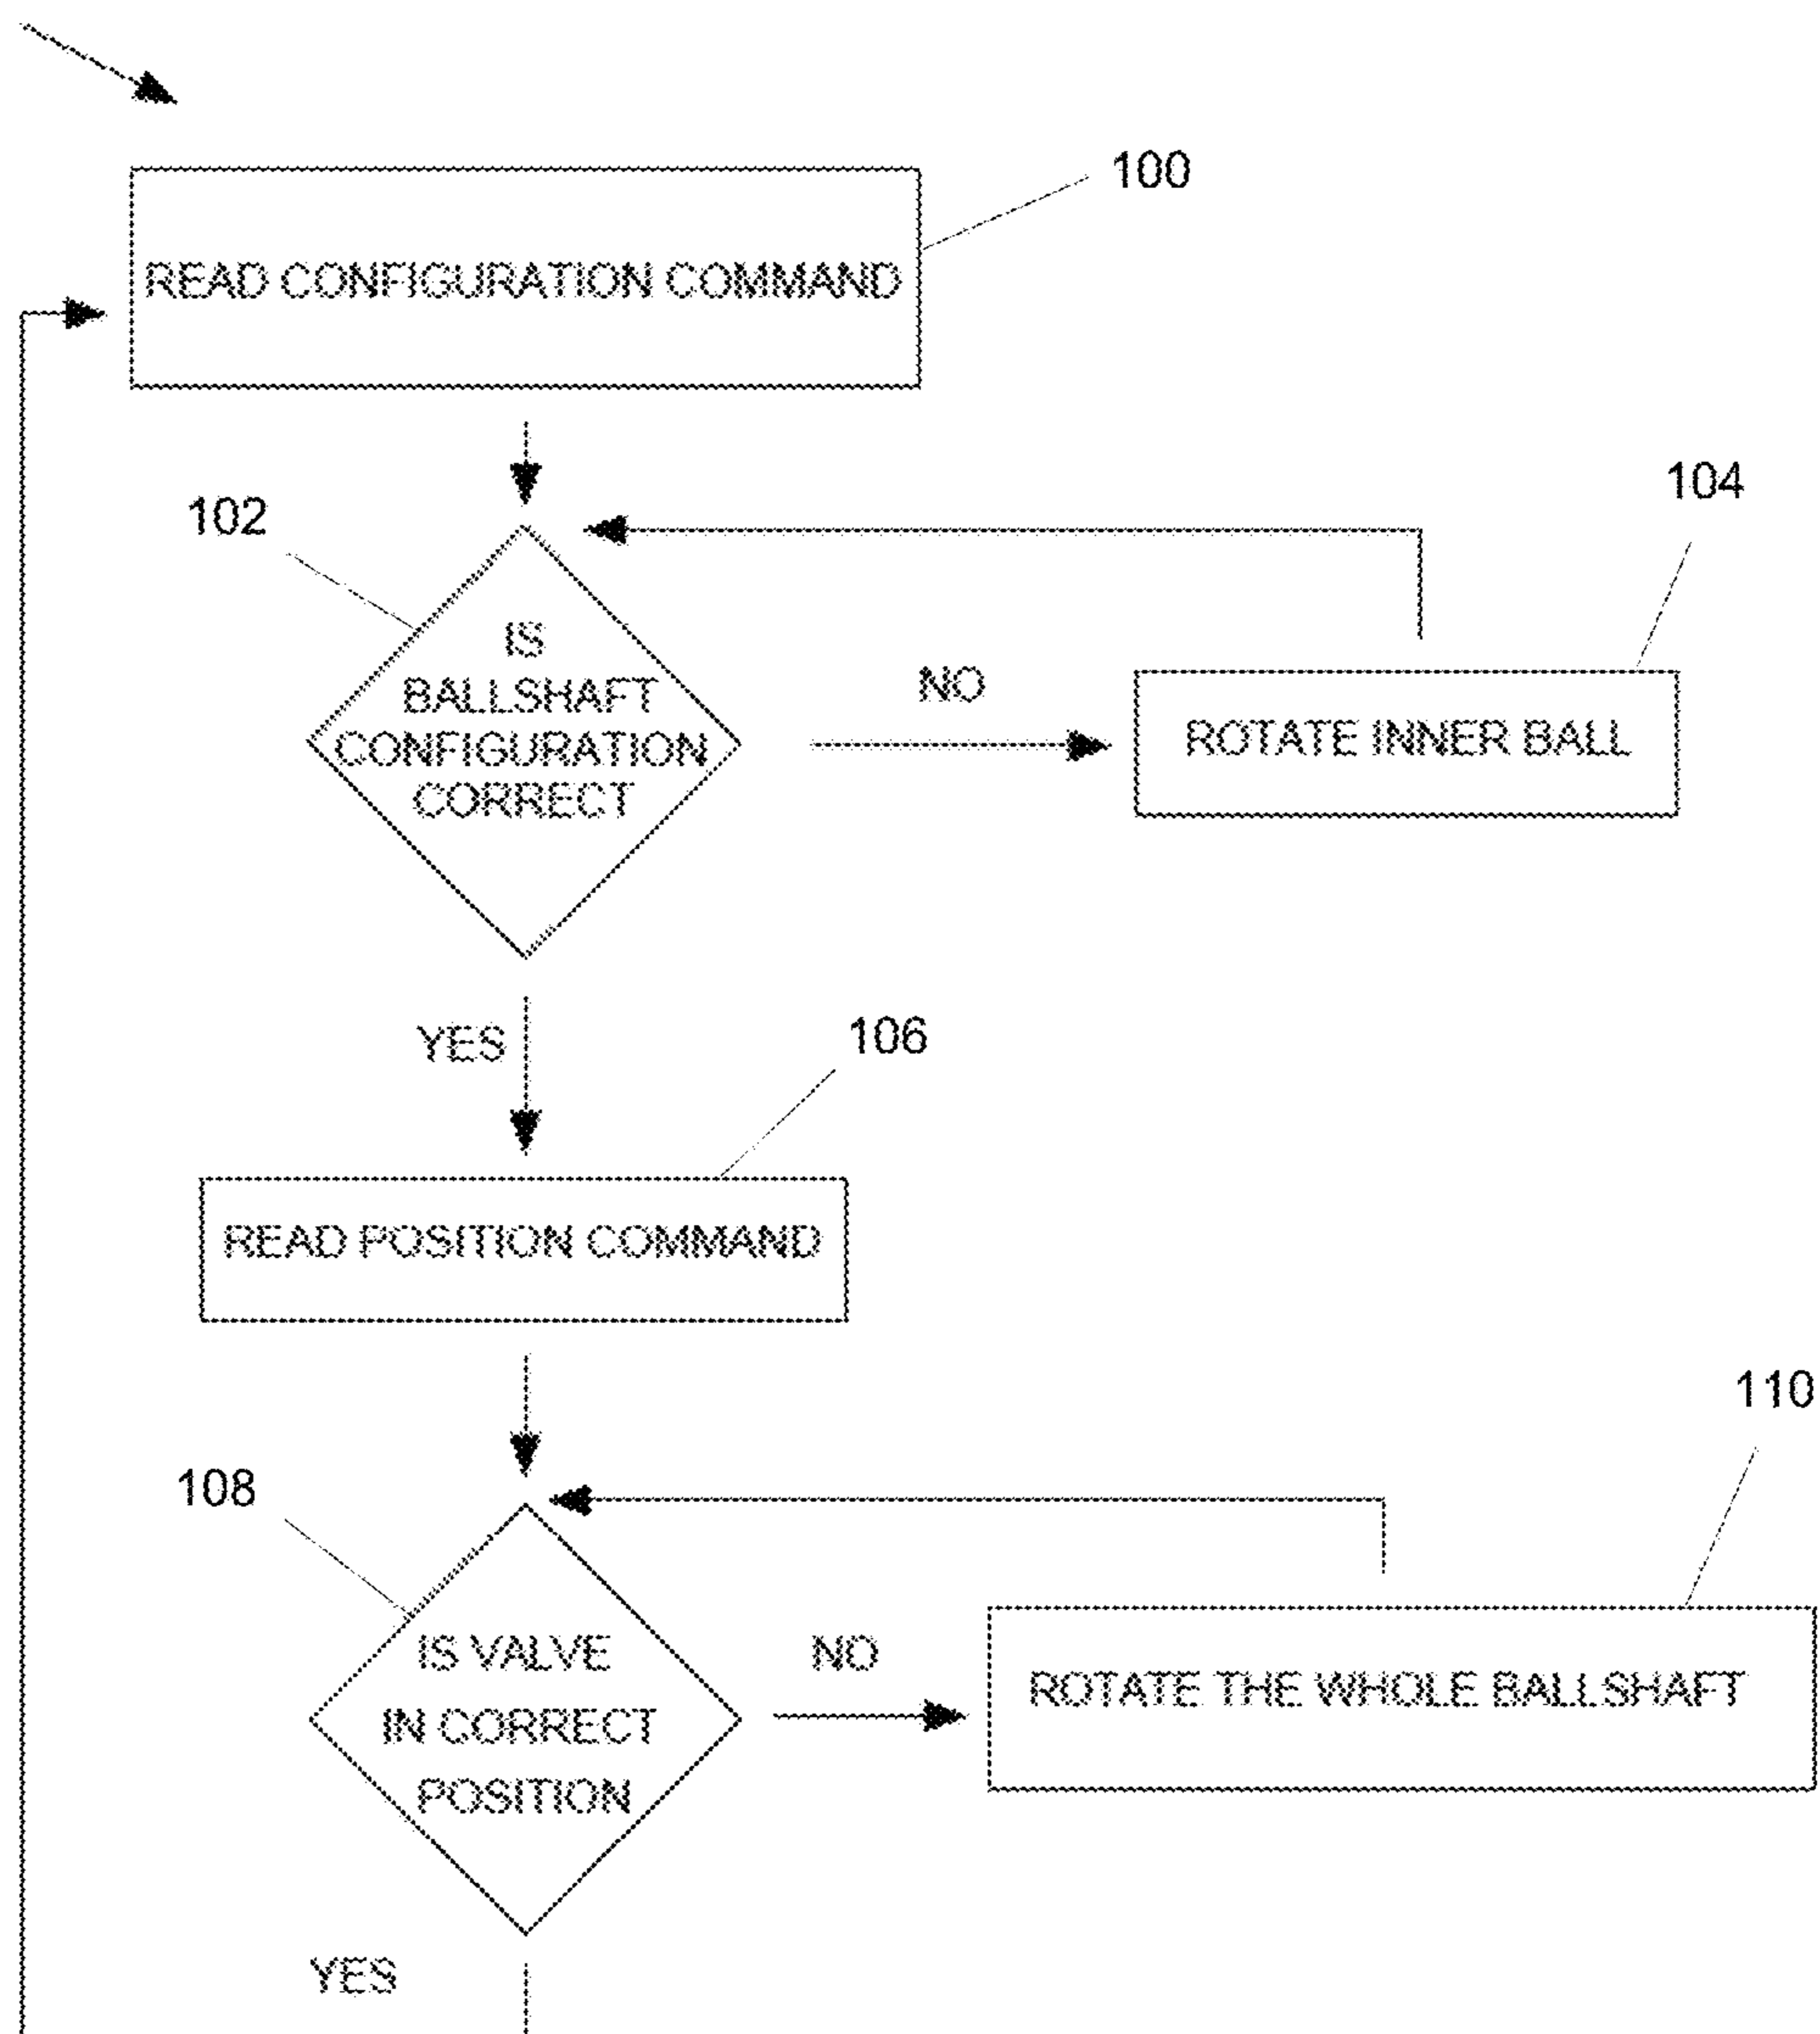 100
READ CONFIGURATION COMMAND
104
102
IS
BALLSHAFT
CONFIGURATION
CORRECT
NO
ROTATE INNER BALL
YES
106
READ POSITION COMMAND
110
108
IS VALVE
IN CORRECT
POSITION
NO
ROTATE THE WHOLE BALLSHAFT
YES